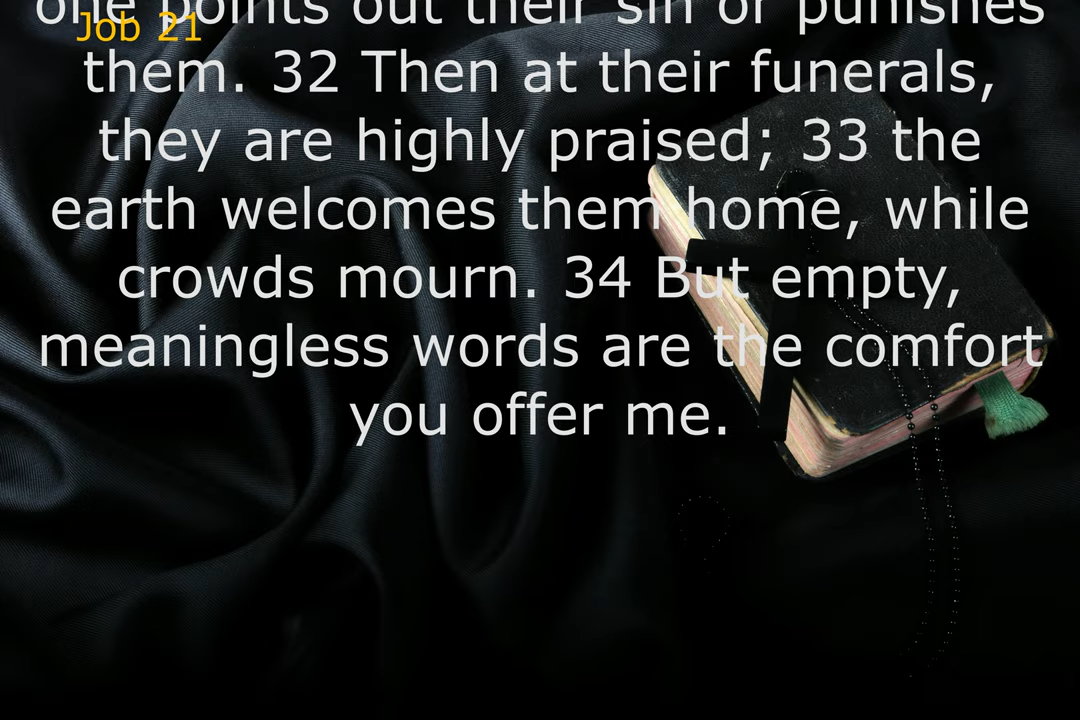 one points out their sin or punishes
Job 21
them. 32 Then at their funerals,
they are highly praised; 33 the
earth welcomes them home, while
crowds mourn. 34 But empty,
meaningless words are the comfort
you offer me.